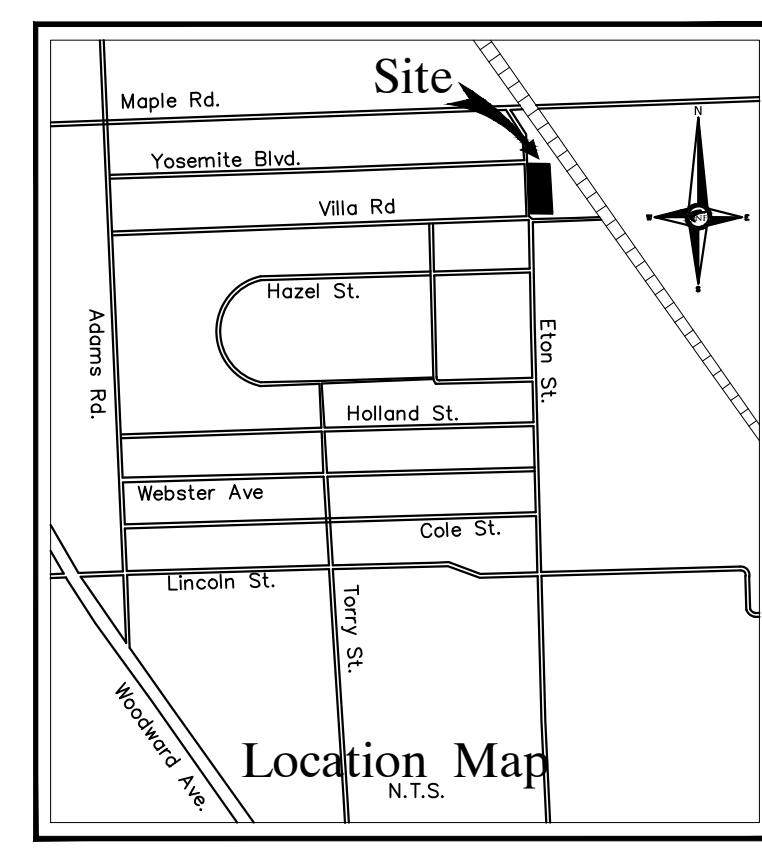 Site
Maple Rd.
N
Yosemite Blvd.
Villa Rd
W
E
S
Hazel St.
Adams Rd.
Eton St.
Holland St.
Webster Ave
Cole St.
Lincoln St.
Torry St.
Woodward Ave.
Location Map
N.T.S.